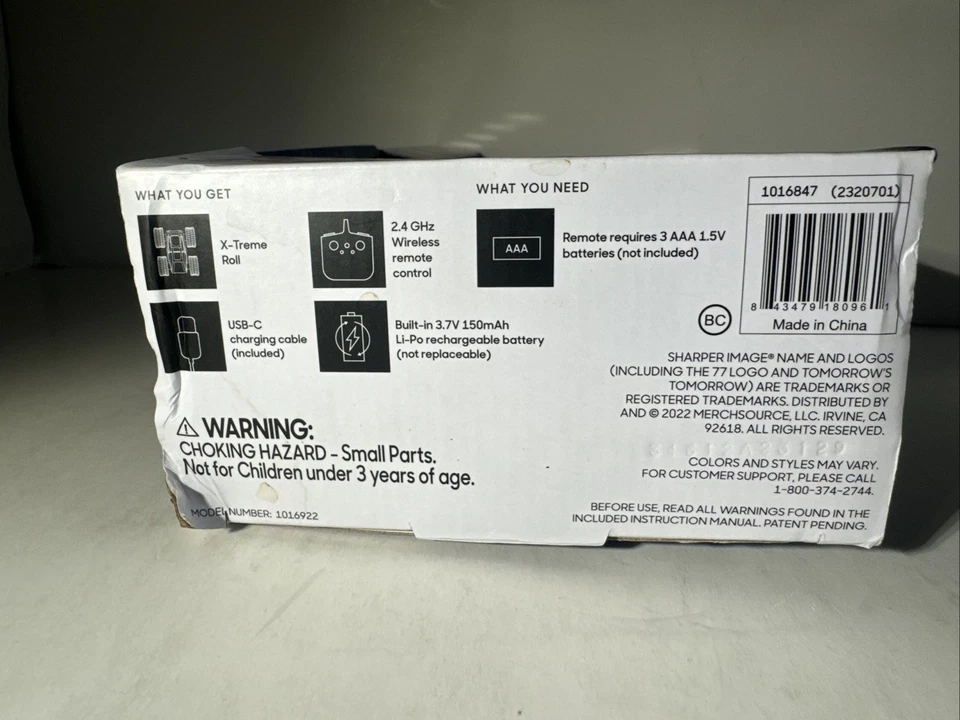 WHAT YOU GET
X-Treme
Roll
2.4 GHz
Wireless
remote
control
USB-C
charging cable
(included)
Built-in 3.7V 150mAh
Li-Po rechargeable battery
(not replaceable)
WHAT YOU NEED
AAA
Remote requires 3 AAA 1.5V
batteries (not included)
1016847 (2320701)
8 43479 18096 1
Made in China
BC
SHARPER IMAGE® NAME AND LOGOS
(INCLUDING THE 77 LOGO AND TOMORROW'S
TOMORROW) ARE TRADEMARKS OR
REGISTERED TRADEMARKS. DISTRIBUTED BY
AND © 2022 MERCHSOURCE, LLC. IRVINE, CA
92618. ALL RIGHTS RESERVED.
COLORS AND STYLES MAY VARY.
FOR CUSTOMER SUPPORT, PLEASE CALL
1-800-374-2744.
BEFORE USE, READ ALL WARNINGS FOUND IN THE
INCLUDED INSTRUCTION MANUAL. PATENT PENDING.
⚠ WARNING:
CHOKING HAZARD – Small Parts.
Not for Children under 3 years of age.
MODEL NUMBER: 1016922